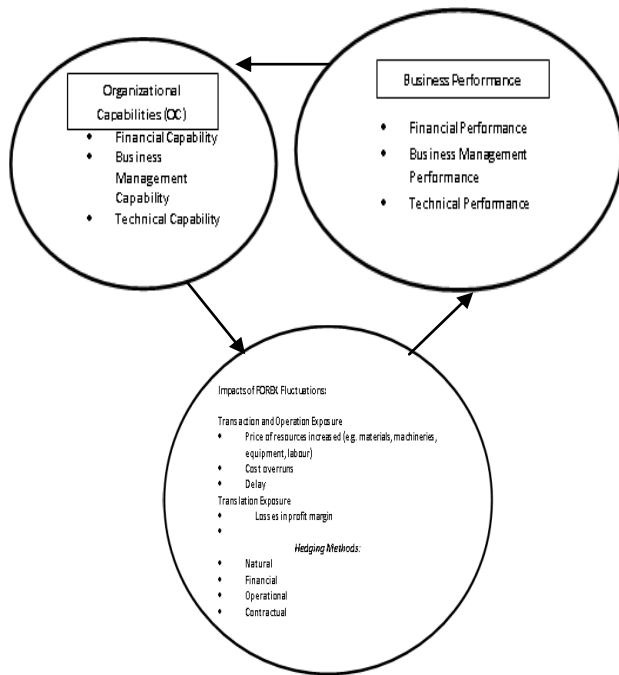 Organizational
Capabilities (OC)
• Financial Capability
• Business
Management
Capability
• Technical Capability
Business Performance
• Financial Performance
• Business Management
Performance
• Technical Performance
Impacts of FOREX Fluctuations:
Transaction and Operation Exposure
• Price of resources increased (e.g. materials, machineries,
equipment, labour)
• Cost overruns
• Delay
Translation Exposure
• Losses in profit margin
•
Hedging Methods:
• Natural
• Financial
• Operational
• Contractual